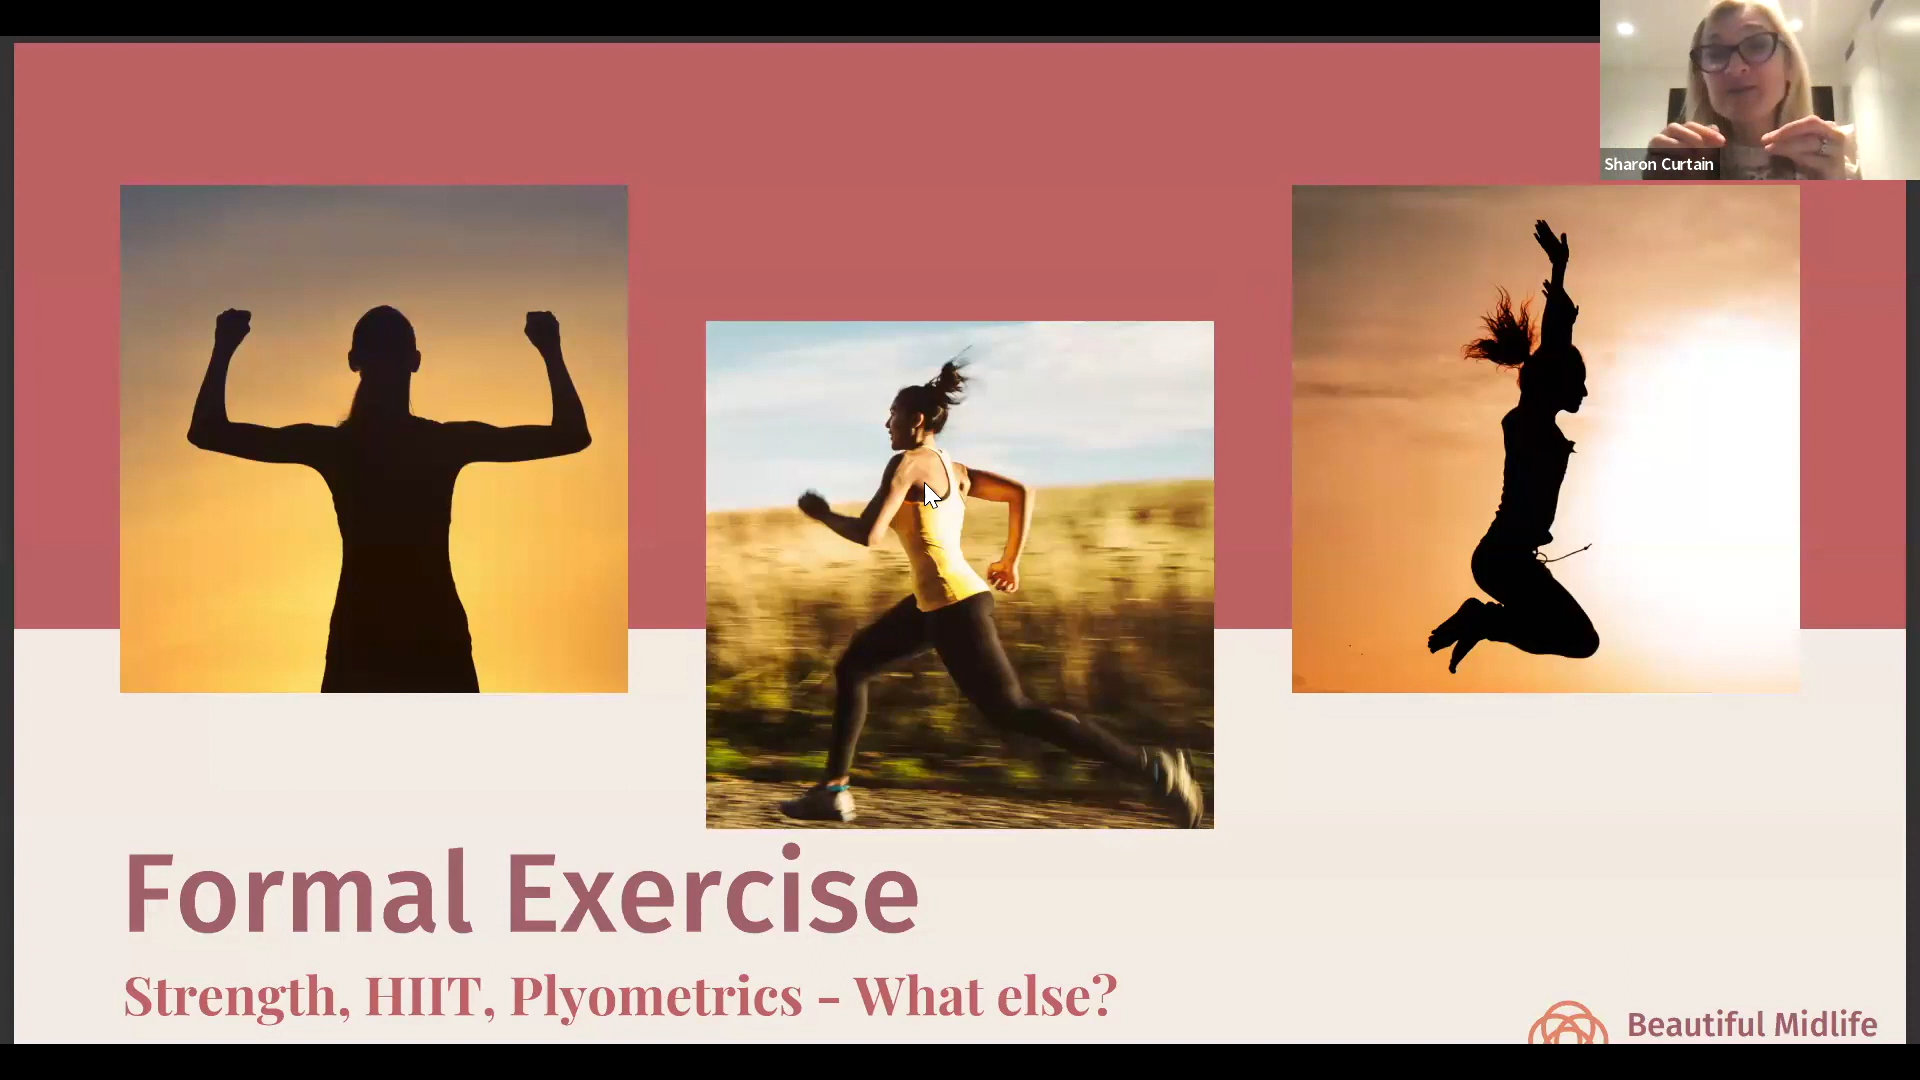 Sharon Curtain
Formal Exercise
Strength, HIIT, Plyometrics - What else?
Beautiful Midlife